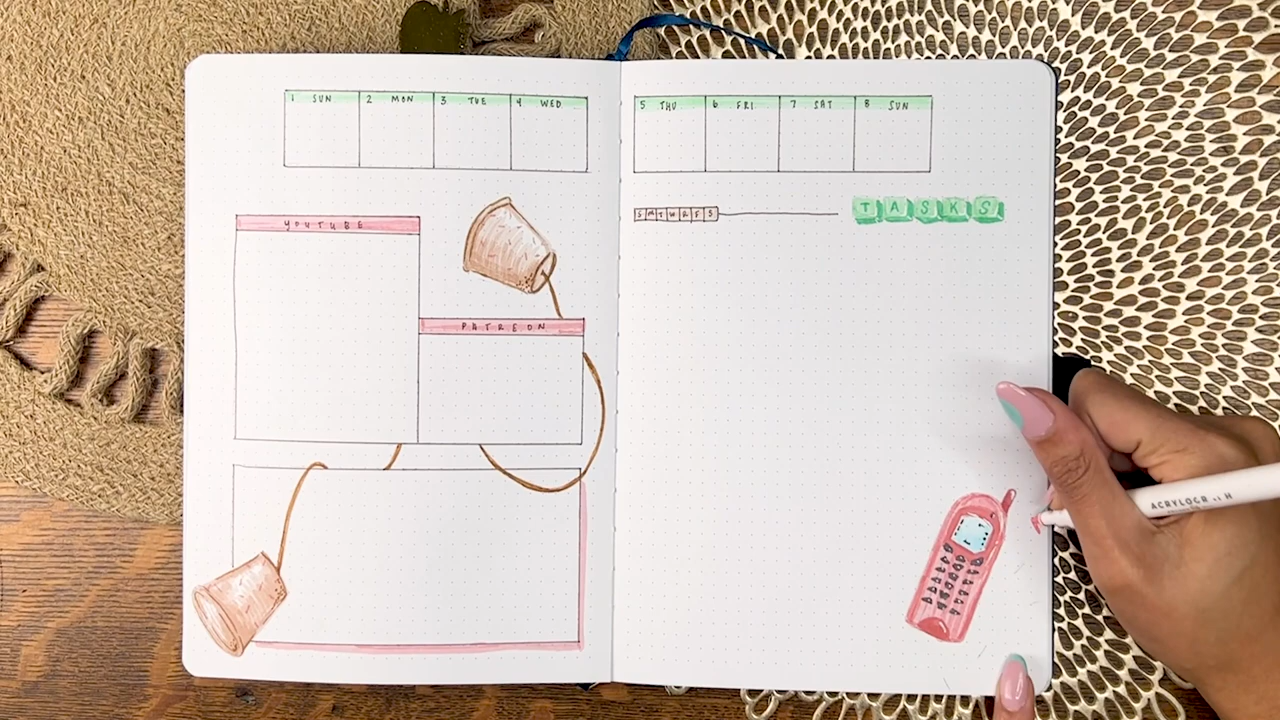 1 SUN 2 MON 3 TUE 4 WED
5 THU 6 FRI 7 SAT 8 SUN
YOUTUBE
PATREON
S M T W R F S
TASKS